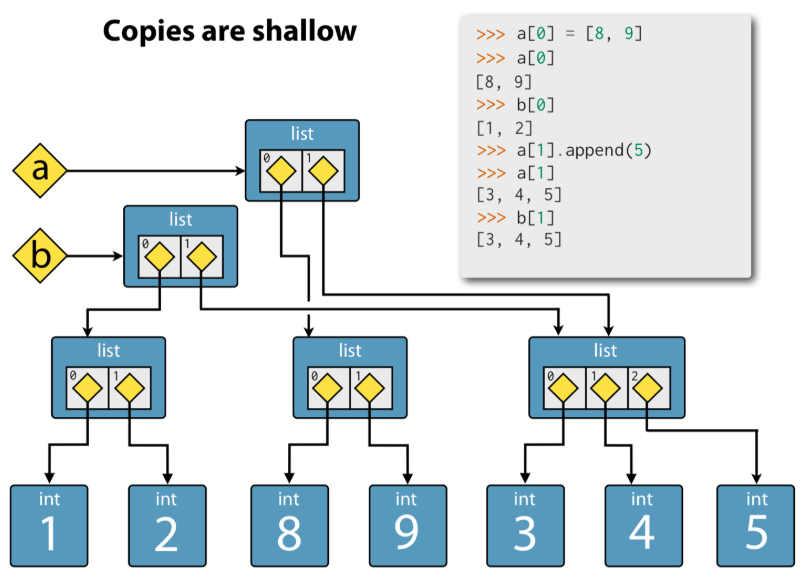 Copies are shallow
>>> a[0] = [8, 9]
>>> a[0]
[8, 9]
>>> b[0]
[1, 2]
>>> a[1].append(5)
>>> a[1]
[3, 4, 5]
>>> b[1]
[3, 4, 5]
a
list
0 1
b
list
0 1
list
0 1
list
0 1
list
0 1 2
int
1
int
2
int
8
int
9
int
3
int
4
int
5